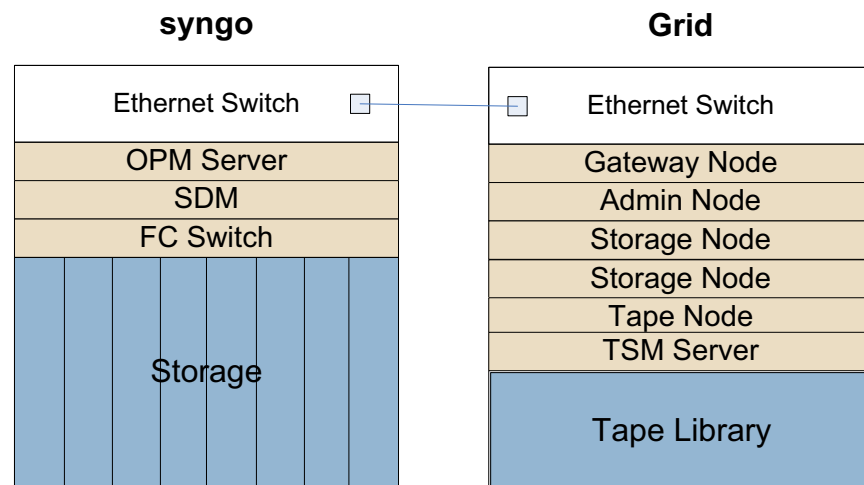 syngo
Ethernet Switch
OPM Server
SDM
FC Switch
Storage
Grid
Ethernet Switch
Gateway Node
Admin Node
Storage Node
Storage Node
Tape Node
TSM Server
Tape Library